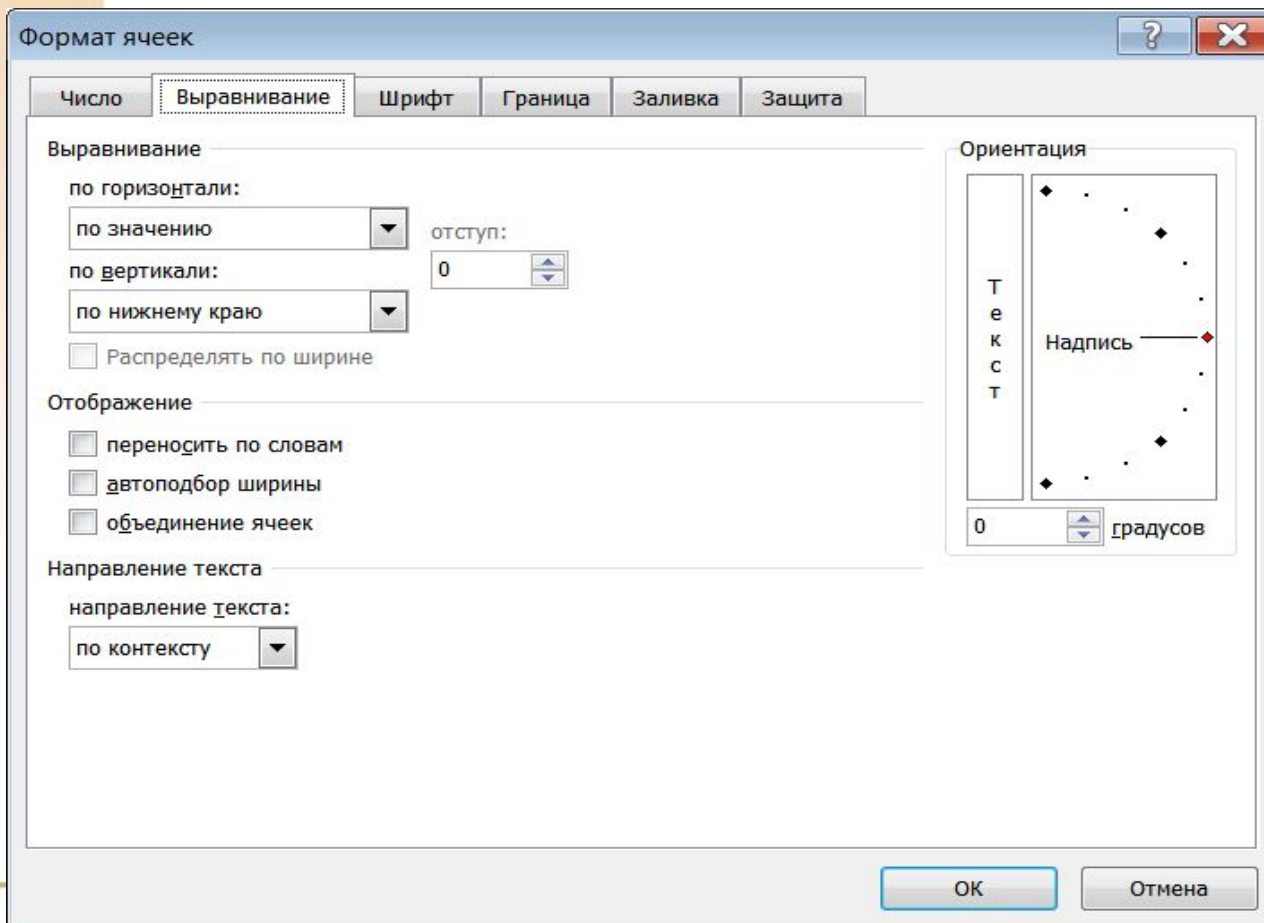 Формат ячеек
Число Выравнивание Шрифт Граница Заливка Защита
Выравнивание
по горизонтали:
по значению
отступ:
по вертикали:
0
по нижнему краю
Распределять по ширине
Отображение
переносить по словам
автоподбор ширины
объединение ячеек
Направление текста
направление текста:
по контексту
Ориентация
Текст
Надпись
0 градусов
ОК Отмена